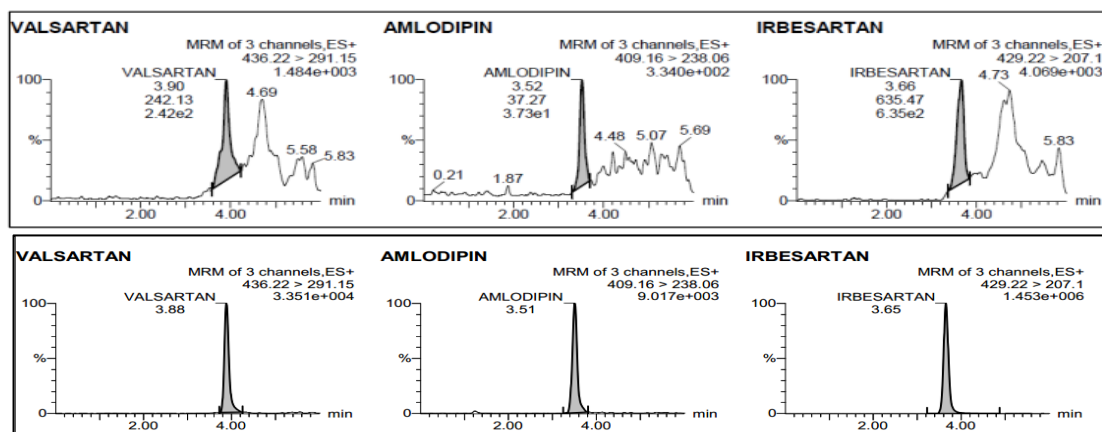 VALSARTAN
MRM of 3 channels,ES+
436.22 > 291.15
1.484e+003
VALSARTAN
3.90
242.13
2.42e2
4.69
5.58
5.83
100
%
0
2.00
4.00
min
AMLODIPIN
MRM of 3 channels,ES+
409.16 > 238.06
3.340e+002
AMLODIPIN
3.52
37.27
3.73e1
0.21
1.87
4.48
5.07
5.69
100
%
0
2.00
4.00
min
IRBESARTAN
MRM of 3 channels,ES+
429.22 > 207.1
4.069e+003
IRBESARTAN
3.66
635.47
6.35e2
4.73
5.83
100
%
0
2.00
4.00
min
VALSARTAN
MRM of 3 channels,ES+
436.22 > 291.15
3.351e+004
VALSARTAN
3.88
100
%
0
2.00
4.00
min
AMLODIPIN
MRM of 3 channels,ES+
409.16 > 238.06
9.017e+003
AMLODIPIN
3.51
100
%
0
2.00
4.00
min
IRBESARTAN
MRM of 3 channels,ES+
429.22 > 207.1
1.453e+006
IRBESARTAN
3.65
100
%
0
2.00
4.00
min